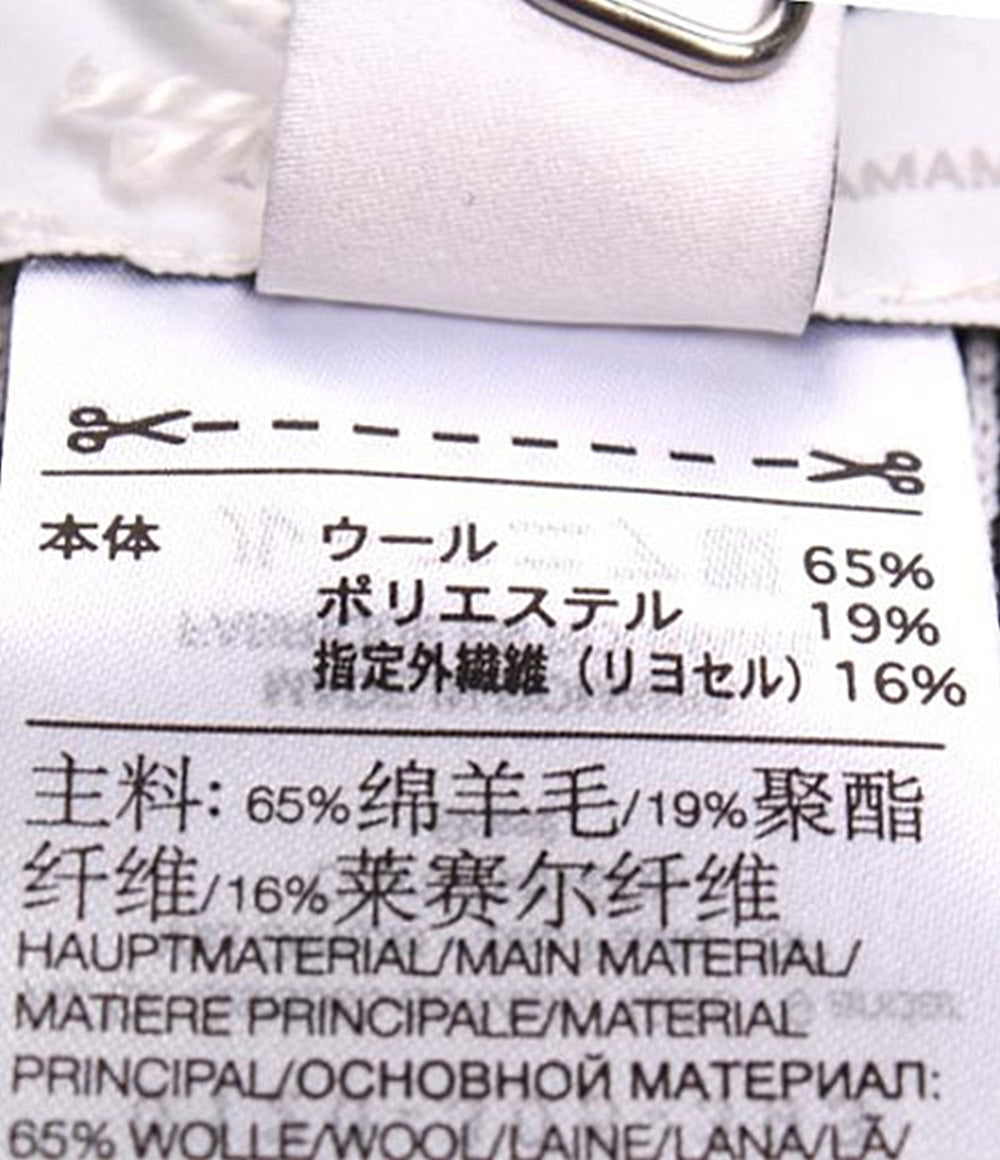 AMAM
本体 ウール 65%
ポリエステル 19%
指定外繊維（リヨセル）16%
主料: 65%绵羊毛/19%聚酯
纤维/16%莱赛尔纤维
HAUPTMATERIAL/MAIN MATERIAL/
MATIERE PRINCIPALE/MATERIAL
PRINCIPAL/ОСНОВНОЙ МАТЕРИАЛ:
65% WOLLE/WOOL/LAINE/LANA/LÃ/